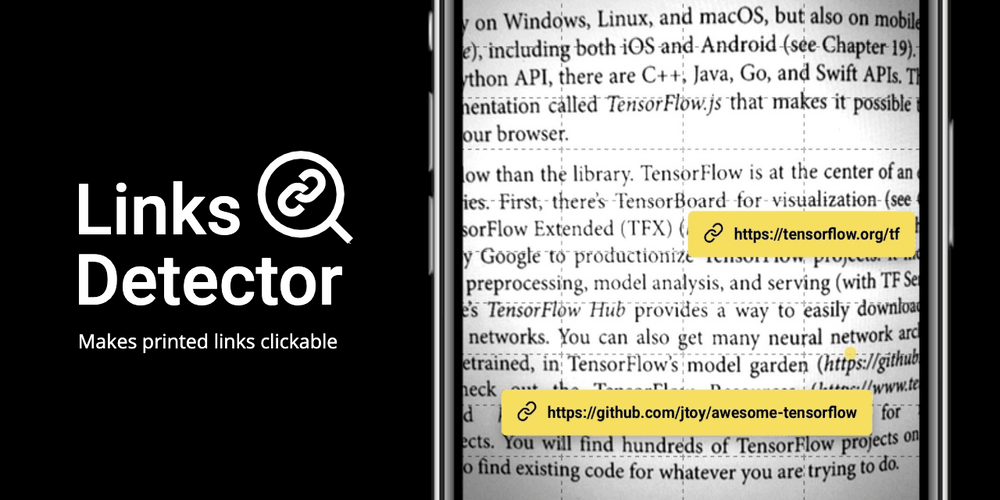 Links
Detector
Makes printed links clickable
on Windows, Linux, and macOS, but also on mobile
e), including both iOS and Android (see Chapter 19).
ython API, there are C++, Java, Go, and Swift APIs.
mentation called TensorFlow.js that makes it possible
our browser.
ow than the library. TensorFlow is at the center of an
ies. First, there's TensorBoard for visualization (see
sorFlow Extended (TFX) (
https://tensorflow.org/tf
y Google to productionize TensorFlow projects.
preprocessing, model analysis, and serving (with TF Se
e's TensorFlow Hub provides a way to easily downloa
networks. You can also get many neural network arc
etrained, in TensorFlow's model garden (https://github
heck out the TensorFlow Resources (https://www.te
https://github.com/jtoy/awesome-tensorflow
for
ects. You will find hundreds of TensorFlow projects on
o find existing code for whatever you are trying to do.